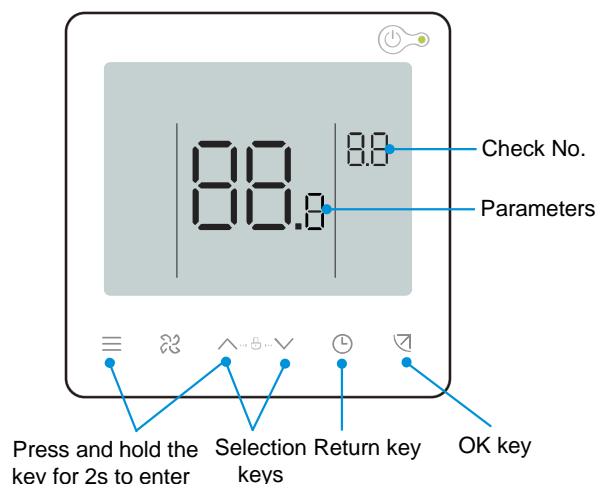 88.8
8.8
Check No.
Parameters
Press and hold the
key for 2s to enter
Selection
keys
Return key
OK key